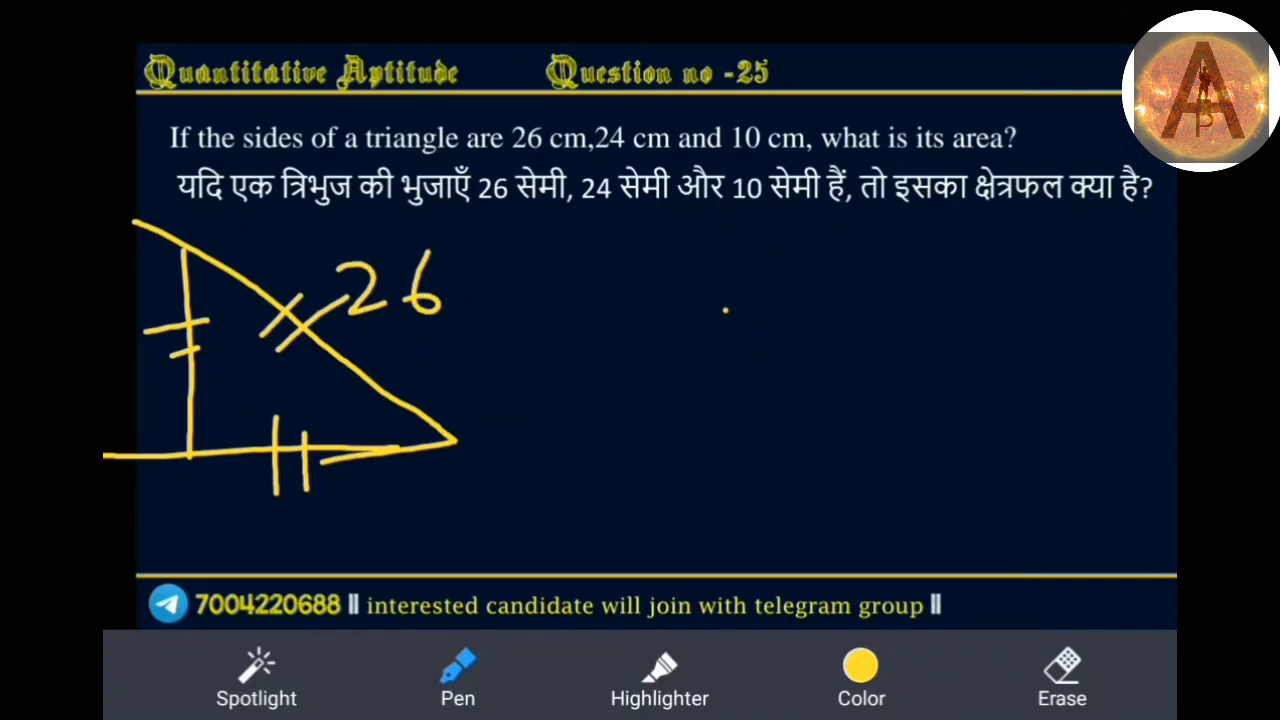 Quantitative Aptitude Question no -25
If the sides of a triangle are 26 cm,24 cm and 10 cm, what is its area?
यदि एक त्रिभुज की भुजाएँ 26 सेमी, 24 सेमी और 10 सेमी हैं, तो इसका क्षेत्रफल क्या है?
26
7004220688 || interested candidate will join with telegram group ||
Spotlight Pen Highlighter Color Erase
A
P